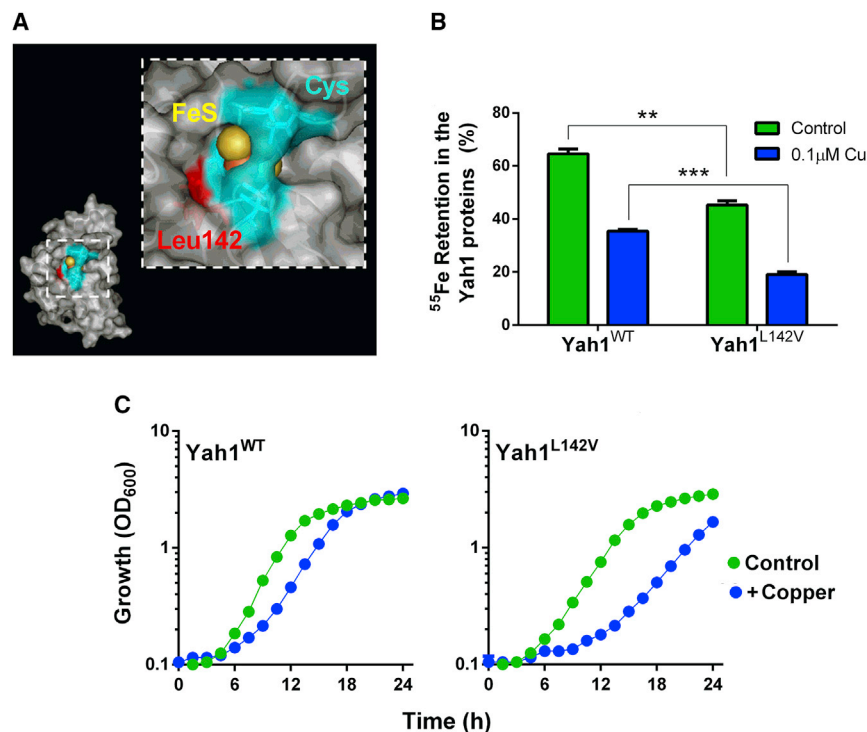 A
FeS
Cys
Leu142
B
⁵⁵Fe Retention in the
Yah1 proteins (%)
80
60
40
20
0
**
***
Control
0.1μM Cu
Yah1ᵂᵀ
Yah1ᴸ¹⁴²ⱽ
C
Growth (OD₆₀₀)
10
1
0.1
Yah1ᵂᵀ
0 6 12 18 24
10
1
0.1
Yah1ᴸ¹⁴²ⱽ
0 6 12 18 24
Control
+Copper
Time (h)